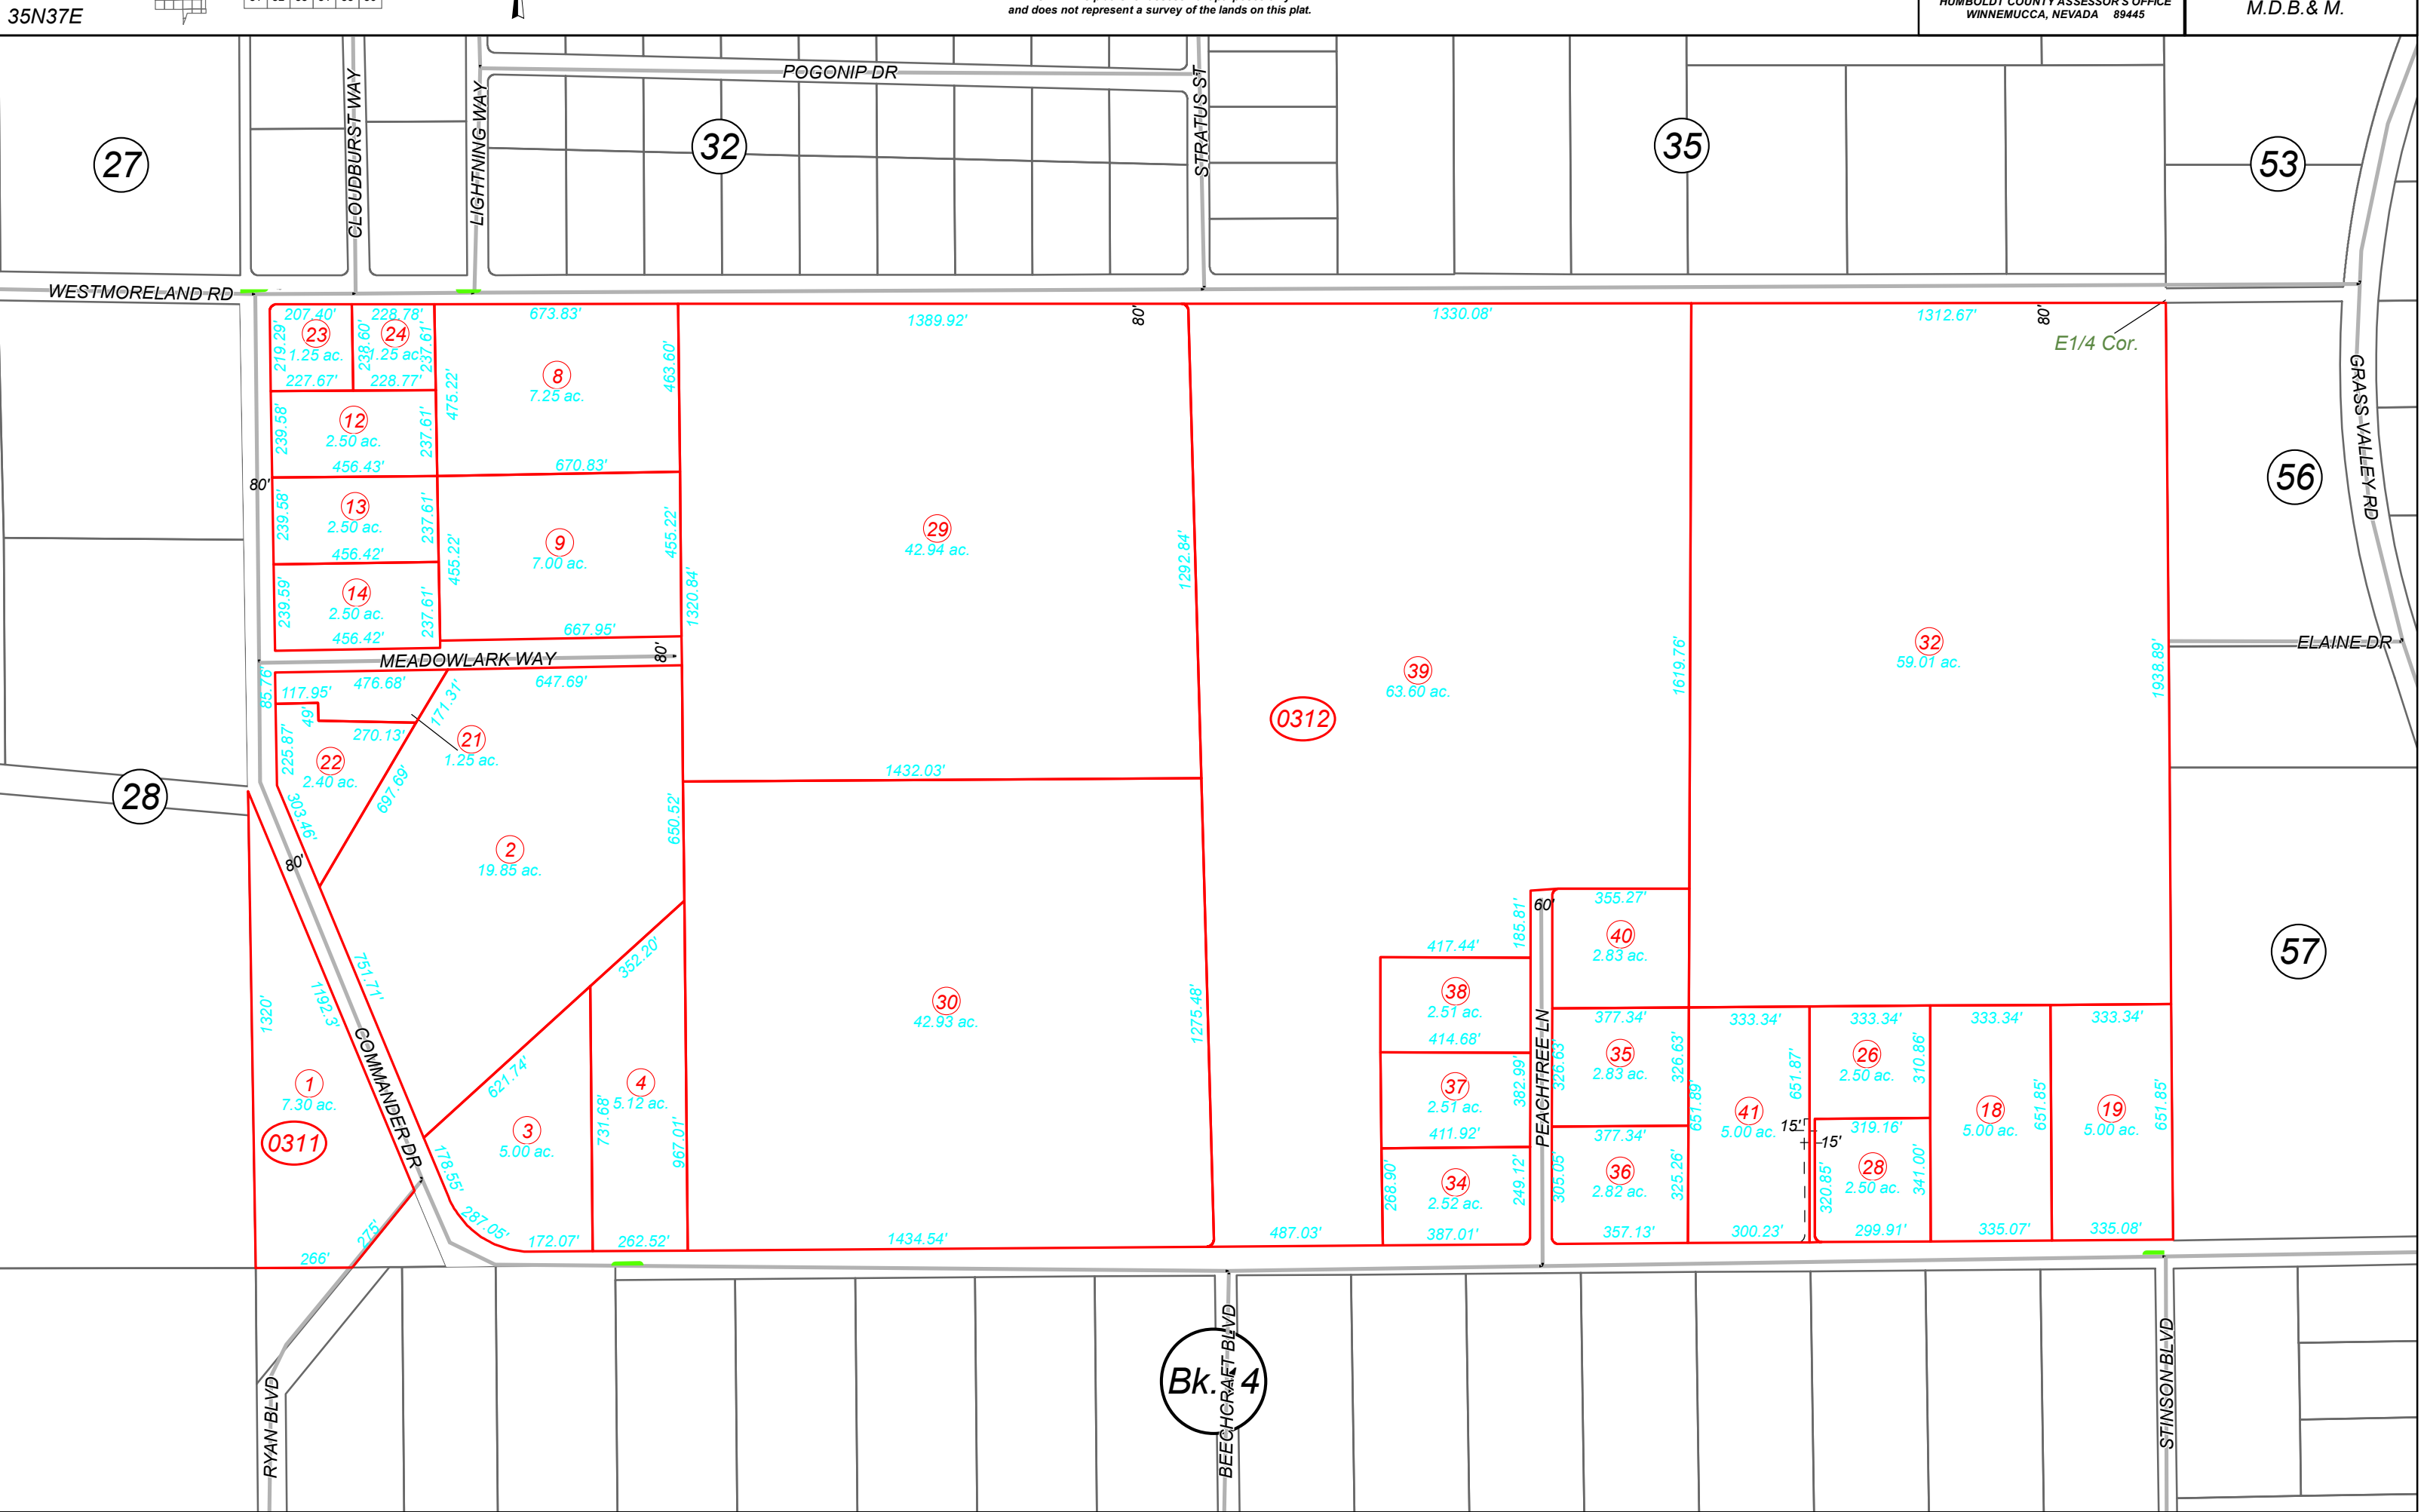 35N37E
and does not represent a survey of the lands on this plat.
HUMBOLDT COUNTY ASSESSOR'S OFFICE
WINNEMUCCA, NEVADA 89445
M.D.B.& M.
POGONIP DR
CLOUDBURST WAY
LIGHTNING WAY
STRATUS ST
27
32
35
53
WESTMORELAND RD
207.40'
228.78'
673.83'
1389.92'
80'
1330.08'
1312.67'
80'
E1/4 Cor.
23
1.25 ac.
219.29'
238.60'
227.67'
24
1.25 ac.
237.61'
228.77'
8
7.25 ac.
475.22'
463.60'
670.83'
12
2.50 ac.
239.58'
237.61'
456.43'
80'
13
2.50 ac.
239.58'
237.61'
456.42'
14
2.50 ac.
239.59'
237.61'
456.42'
9
7.00 ac.
455.22'
455.22'
667.95'
29
42.94 ac.
1320.84'
1292.84'
1432.03'
39
63.60 ac.
0312
1619.76'
32
59.01 ac.
1938.89'
GRASS VALLEY RD
56
ELAINE DR
MEADOWLARK WAY
80'
85.76'
117.95'
476.68'
647.69'
49'
171.31'
270.13'
21
1.25 ac.
22
2.40 ac.
225.87'
303.46'
697.69'
28
80'
2
19.85 ac.
650.52'
751.71'
352.20'
621.74'
1320'
1192.3'
1
7.30 ac.
0311
COMMANDER DR
266'
275'
178.55'
287.05'
3
5.00 ac.
172.07'
731.68'
4
5.12 ac.
262.52'
967.01'
30
42.93 ac.
1275.48'
1434.54'
487.03'
60'
185.81'
355.27'
40
2.83 ac.
417.44'
38
2.51 ac.
414.68'
37
2.51 ac.
382.99'
411.92'
34
2.52 ac.
268.90'
249.12'
387.01'
PEACHTREE LN
377.34'
35
2.83 ac.
326.63'
326.63'
377.34'
36
2.82 ac.
305.05'
325.26'
357.13'
333.34'
41
5.00 ac.
651.89'
651.87'
300.23'
15'
15'
333.34'
26
2.50 ac.
310.86'
319.16'
28
2.50 ac.
320.85'
341.00'
299.91'
333.34'
18
5.00 ac.
651.85'
335.07'
333.34'
19
5.00 ac.
651.85'
335.08'
57
RYAN BLVD
BEECHCRAFT BLVD
STINSON BLVD